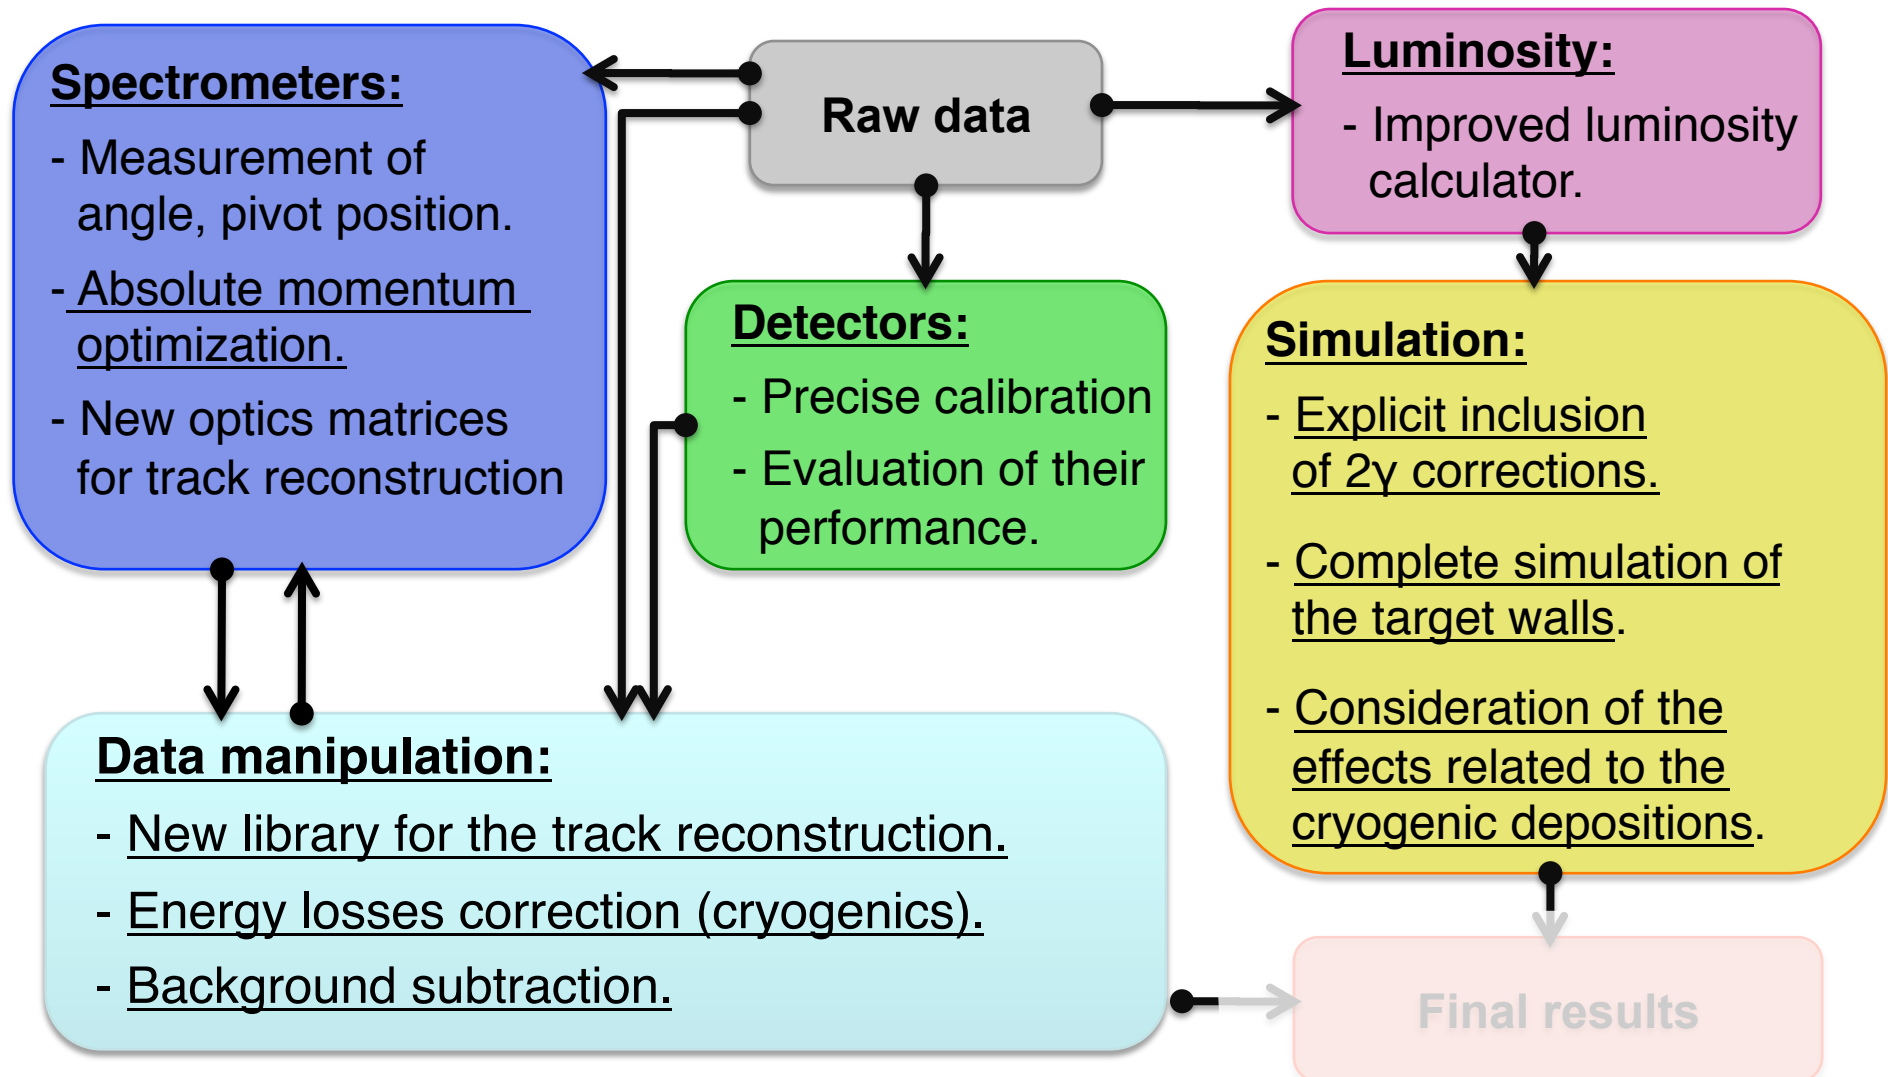 Spectrometers:
- Measurement of
angle, pivot position.
- Absolute momentum
optimization.
- New optics matrices
for track reconstruction
Raw data
Luminosity:
- Improved luminosity
calculator.
Detectors:
- Precise calibration
- Evaluation of their
performance.
Simulation:
- Explicit inclusion
of 2γ corrections.
- Complete simulation of
the target walls.
- Consideration of the
effects related to the
cryogenic depositions.
Data manipulation:
- New library for the track reconstruction.
- Energy losses correction (cryogenics).
- Background subtraction.
Final results